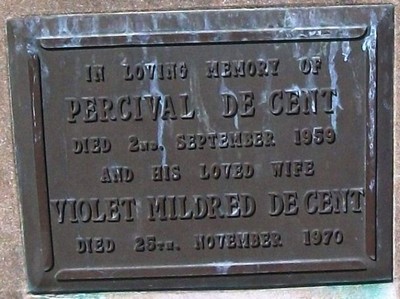 IN LOVING MEMORY OF
PERCIVAL DE CENT
DIED 2ND. SEPTEMBER 1959
AND HIS LOVED WIFE
VIOLET MILDRED DE CENT
DIED 25TH. NOVEMBER 1970